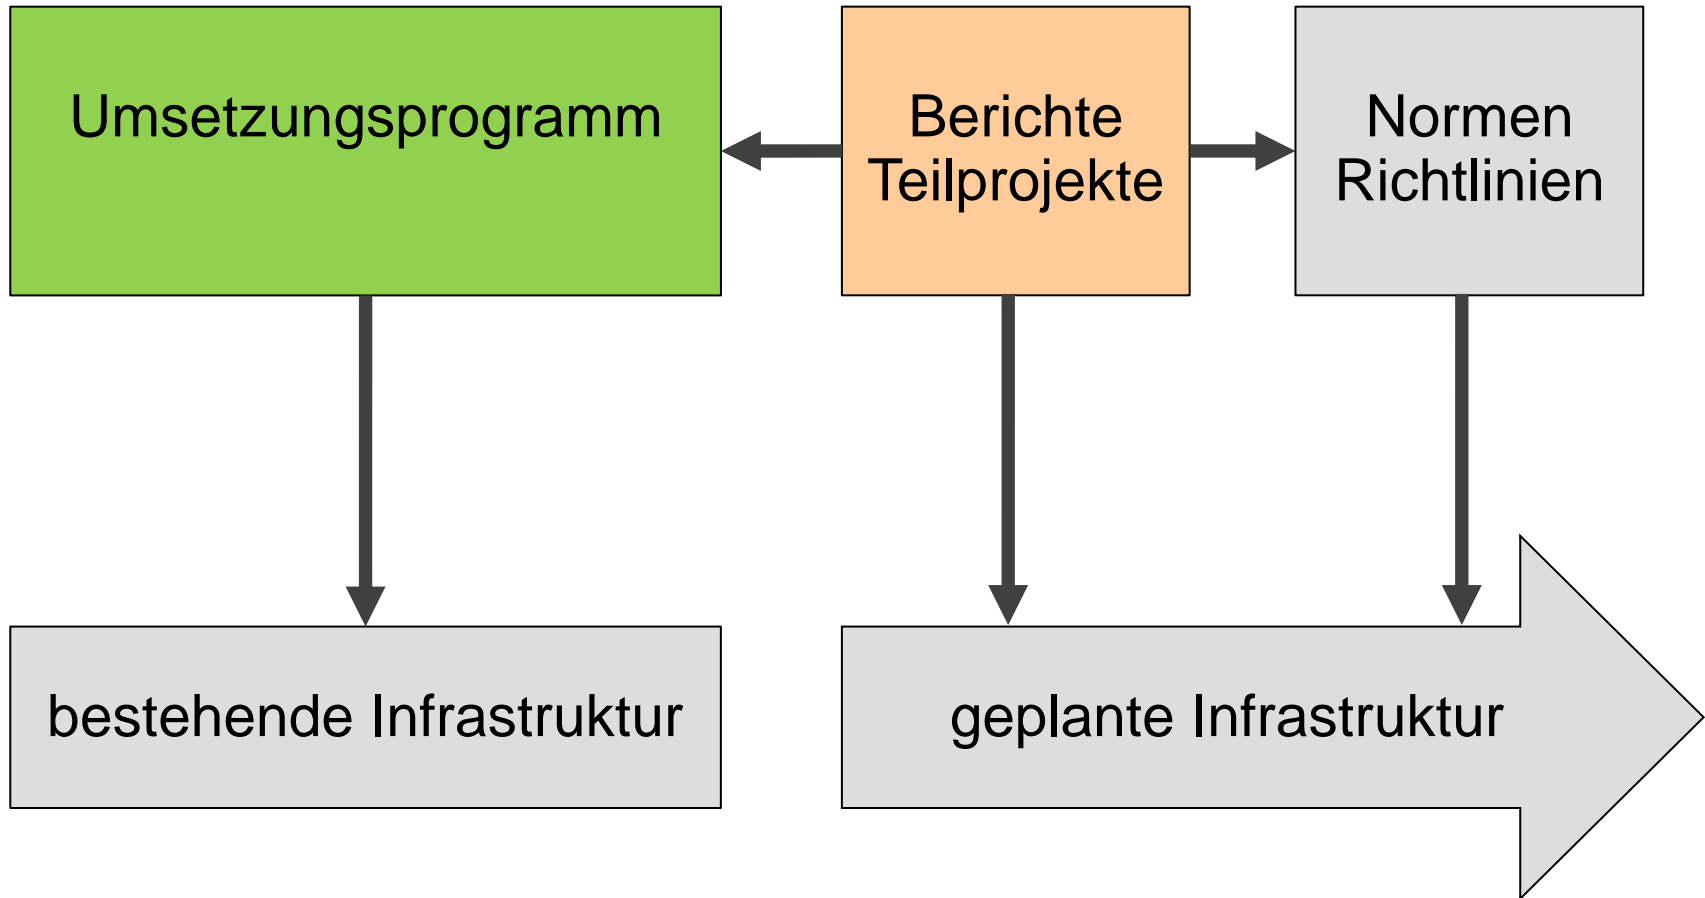 Umsetzungsprogramm
Berichte
Teilprojekte
Normen
Richtlinien
bestehende Infrastruktur
geplante Infrastruktur